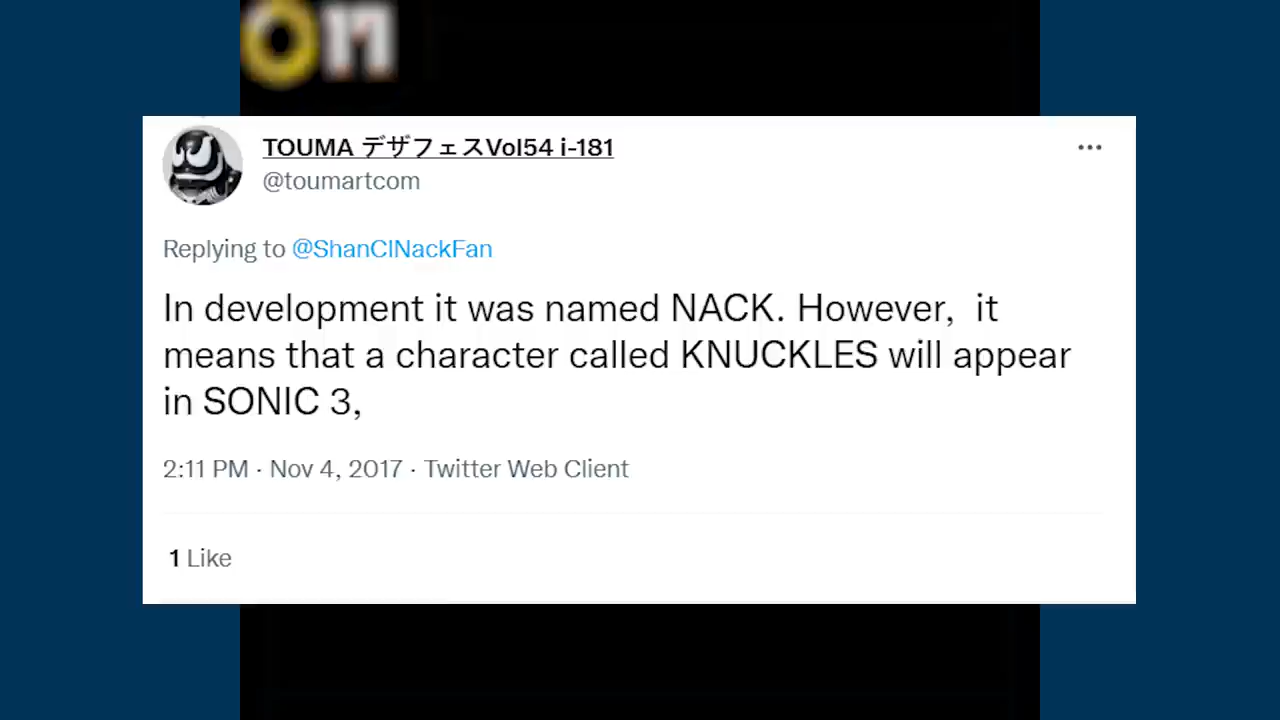 on
TOUMA デザフェスVol54 i-181
@toumartcom
Replying to @ShanClNackFan
In development it was named NACK. However,  it
means that a character called KNUCKLES will appear
in SONIC 3,
2:11 PM · Nov 4, 2017 · Twitter Web Client
1 Like